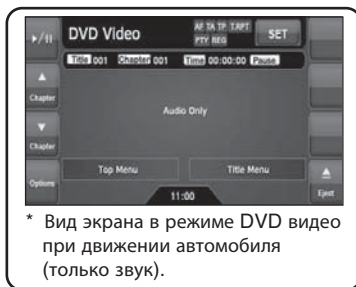 DVD Video AF TA TP TXPT SET
PTY REG
Title 001 Chapter 001 Time 00:00:00 Pause
Chapter
Audio Only
Chapter
Options Top Menu Title Menu Eject
11:00
* Вид экрана в режиме DVD видео
при движении автомобиля
(только звук).